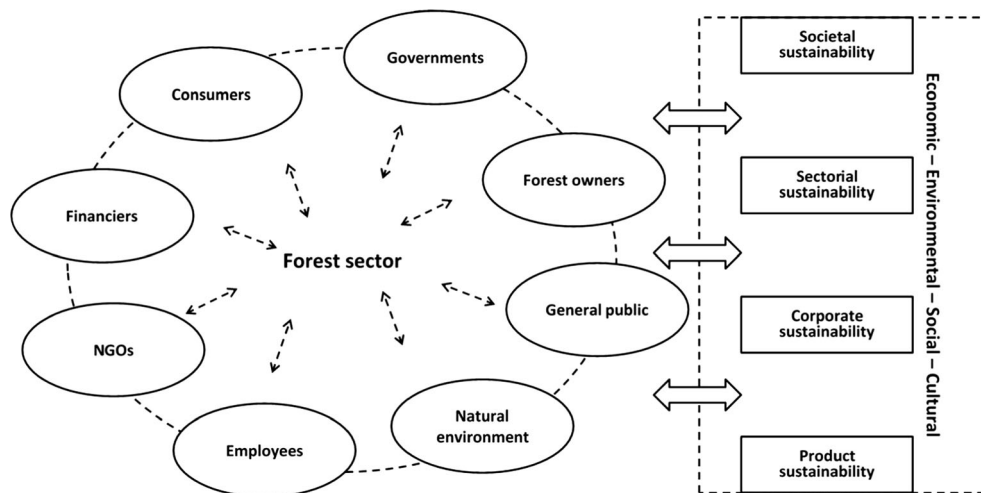 Governments
Consumers
Forest owners
Financiers
Forest sector
General public
NGOs
Natural
environment
Employees
Societal
sustainability
Sectorial
sustainability
Corporate
sustainability
Product
sustainability
Economic – Environmental – Social – Cultural